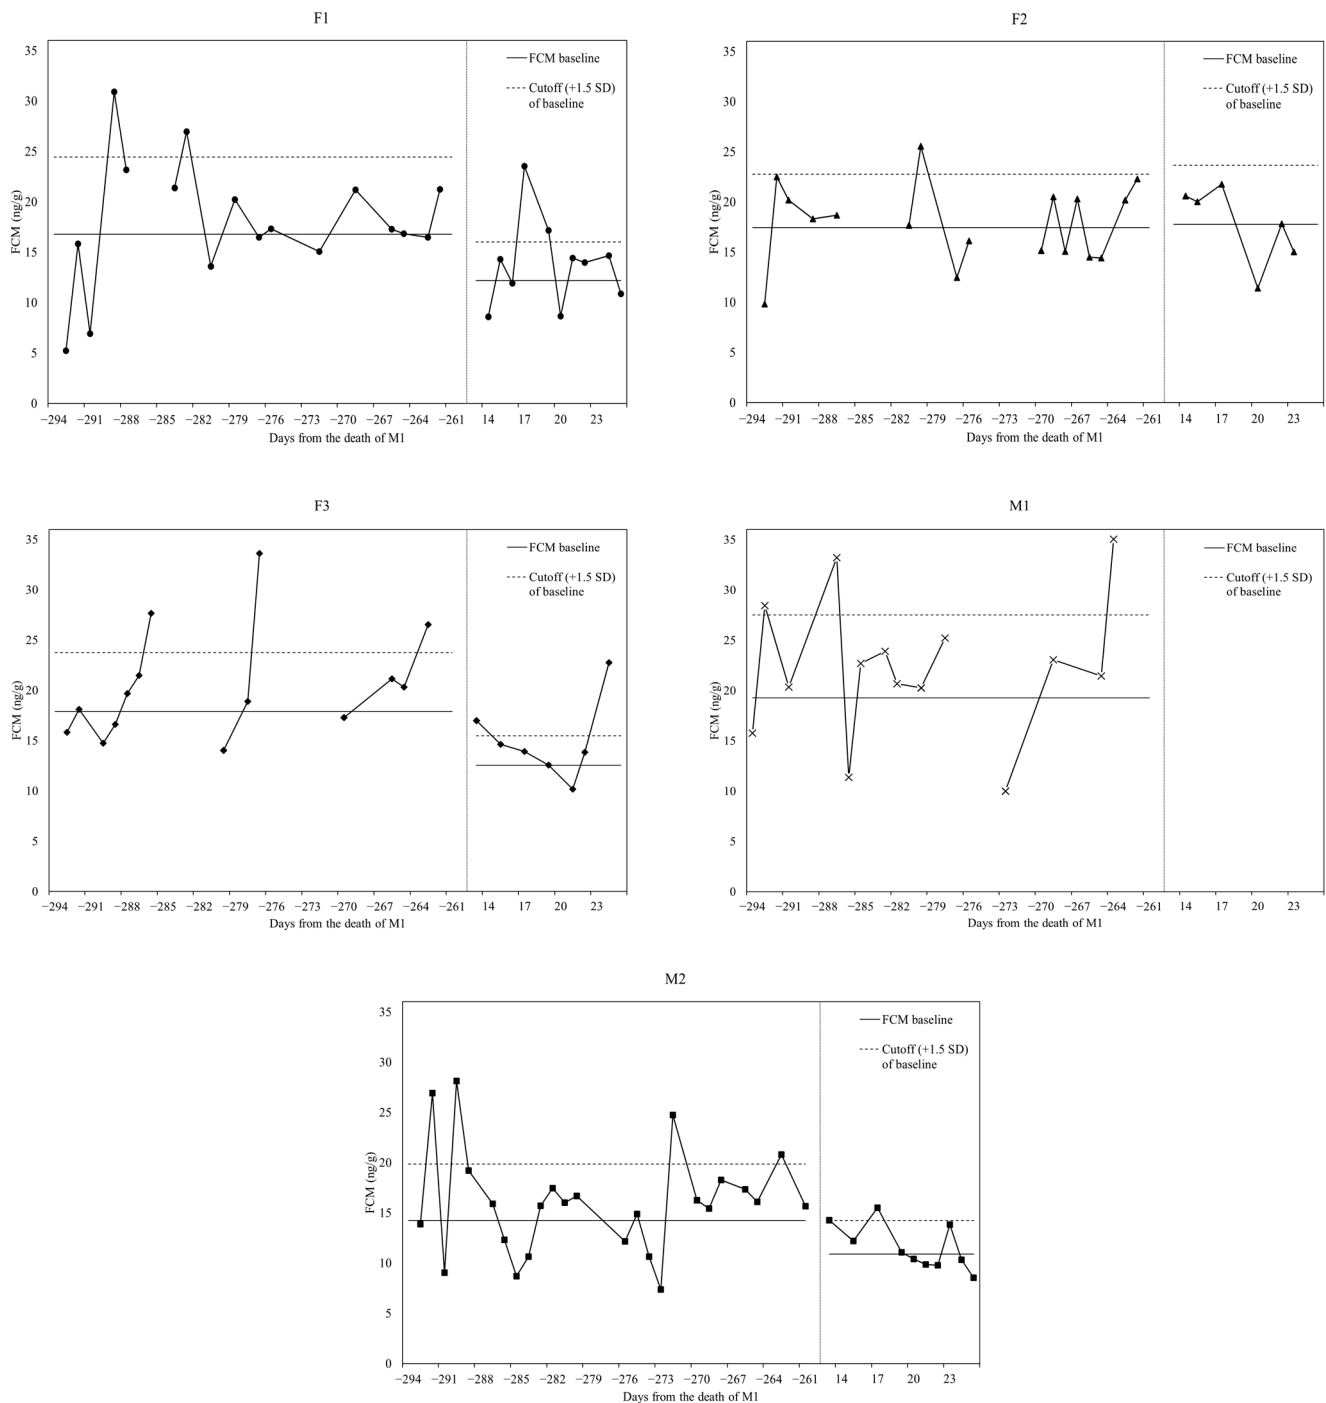 F1
FCM (ng/g)
35
30
25
20
15
10
5
0
FCM baseline
Cutoff (+1.5 SD)
of baseline
−294 −291 −288 −285 −282 −279 −276 −273 −270 −267 −264 −261 14 17 20 23
Days from the death of M1
F2
FCM (ng/g)
35
30
25
20
15
10
5
0
FCM baseline
Cutoff (+1.5 SD)
of baseline
−294 −291 −288 −285 −282 −279 −276 −273 −270 −267 −264 −261 14 17 20 23
Days from the death of M1
F3
FCM (ng/g)
35
30
25
20
15
10
5
0
FCM baseline
Cutoff (+1.5 SD)
of baseline
−294 −291 −288 −285 −282 −279 −276 −273 −270 −267 −264 −261 14 17 20 23
Days from the death of M1
M1
FCM (ng/g)
35
30
25
20
15
10
5
0
FCM baseline
Cutoff (+1.5 SD)
of baseline
−294 −291 −288 −285 −282 −279 −276 −273 −270 −267 −264 −261 14 17 20 23
Days from the death of M1
M2
FCM (ng/g)
35
30
25
20
15
10
5
0
FCM baseline
Cutoff (+1.5 SD)
of baseline
−294 −291 −288 −285 −282 −279 −276 −273 −270 −267 −264 −261 14 17 20 23
Days from the death of M1